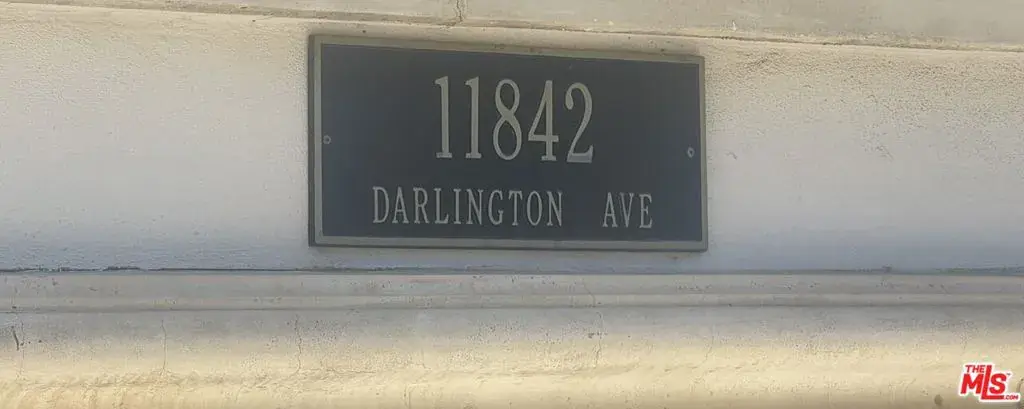 11842
DARLINGTON AVE
THE
MLS
.COM